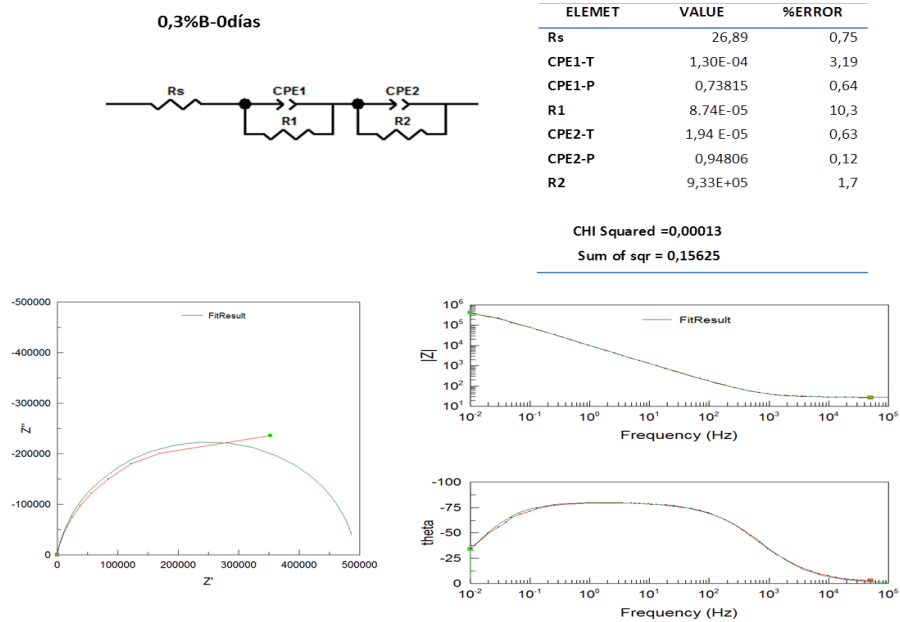 0,3%B-0días
ELEMET VALUE %ERROR
Rs 26,89 0,75
CPE1-T 1,30E-04 3,19
CPE1-P 0,73815 0,64
R1 8.74E-05 10,3
CPE2-T 1,94 E-05 0,63
CPE2-P 0,94806 0,12
R2 9,33E+05 1,7
Rs CPE1 CPE2
R1 R2
CHI Squared =0,00013
Sum of sqr = 0,15625
-500000
FitResult
-400000
-300000
Z''
-200000
-100000
0
0 100000 200000 300000 400000 500000
Z'
10^6
FitResult
10^5
10^4
|Z|
10^3
10^2
10^1
10^-2 10^-1 10^0 10^1 10^2 10^3 10^4 10^5
Frequency (Hz)
-100
-75
theta
-50
-25
0
10^-2 10^-1 10^0 10^1 10^2 10^3 10^4 10^5
Frequency (Hz)